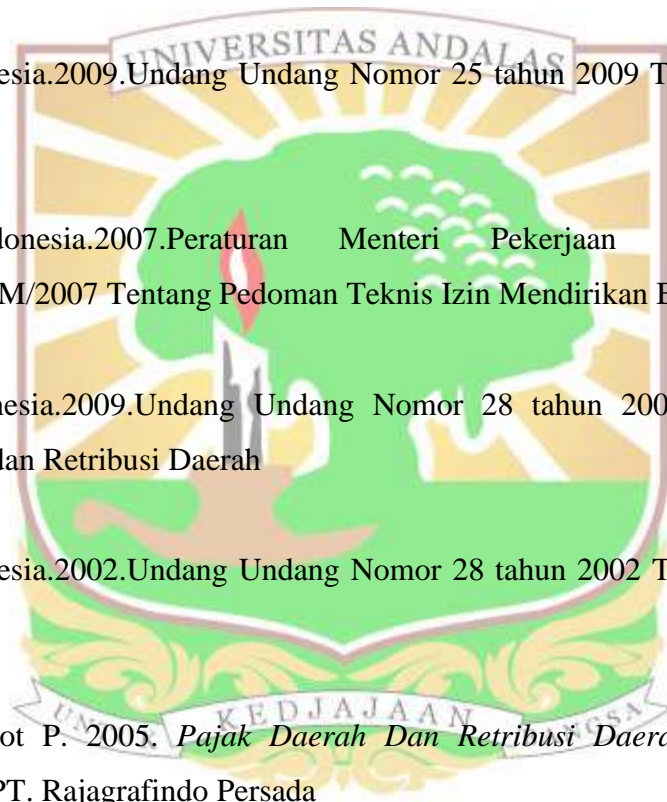 UNIVERSITAS ANDALAS
esia.2009.Undang Undang Nomor 25 tahun 2009 T
donesia.2007.Peraturan Menteri Pekerjaan
M/2007 Tentang Pedoman Teknis Izin Mendirikan B
nesia.2009.Undang Undang Nomor 28 tahun 200
dan Retribusi Daerah
esia.2002.Undang Undang Nomor 28 tahun 2002 T
KEDJAJAAN
ot P. 2005. Pajak Daerah Dan Retribusi Daera
PT. Rajagrafindo Persada